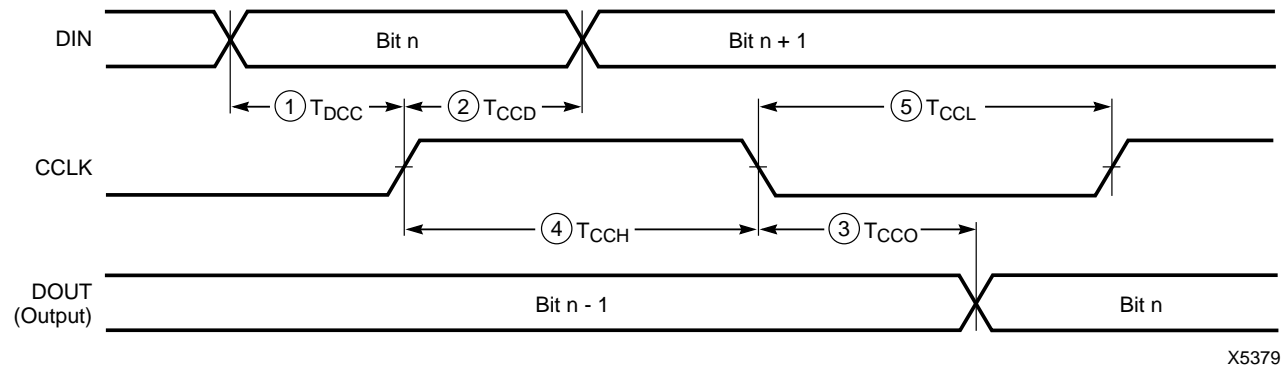 DIN
Bit n
Bit n + 1
1 TDCC
2 TCCD
5 TCCL
CCLK
4 TCCH
3 TCCO
DOUT
(Output)
Bit n - 1
Bit n
X5379